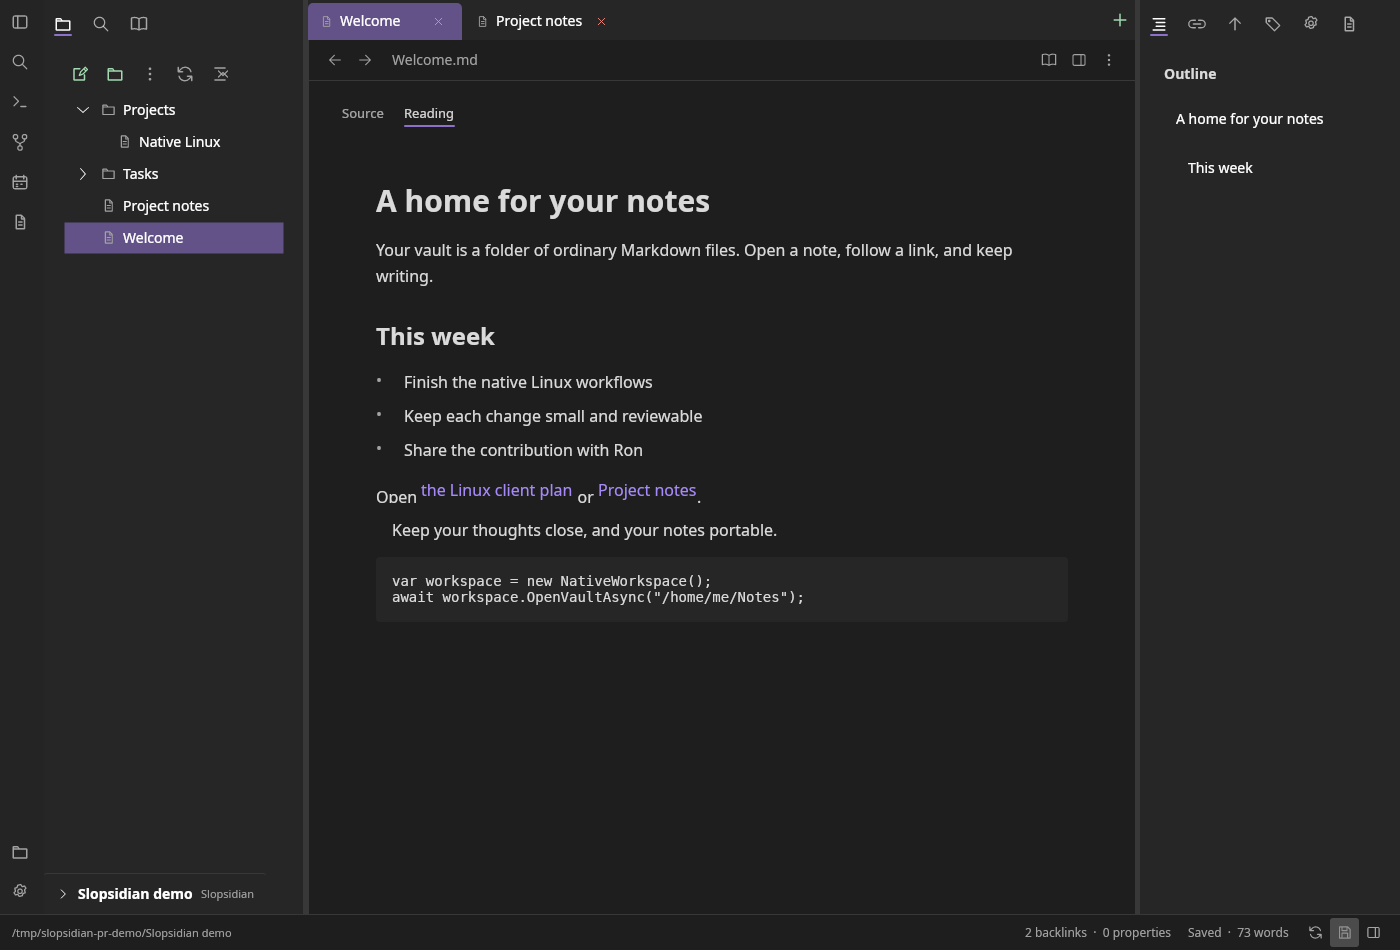 Welcome
Project notes
Welcome.md
Projects
Native Linux
Tasks
Project notes
Welcome
Slopsidian demo Slopsidian
Source Reading
A home for your notes
Your vault is a folder of ordinary Markdown files. Open a note, follow a link, and keep
writing.
This week
• Finish the native Linux workflows
• Keep each change small and reviewable
• Share the contribution with Ron
Open the Linux client plan or Project notes.
Keep your thoughts close, and your notes portable.
var workspace = new NativeWorkspace();
await workspace.OpenVaultAsync("/home/me/Notes");
Outline
A home for your notes
This week
/tmp/slopsidian-pr-demo/Slopsidian demo
2 backlinks · 0 properties Saved · 73 words